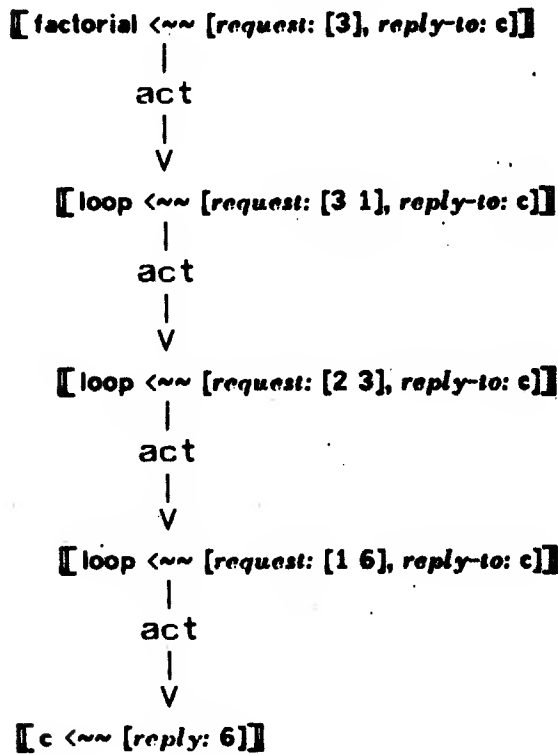 ⟦factorial <~~ [request: [3], reply-to: c]⟧
|
act
|
V
⟦loop <~~ [request: [3 1], reply-to: c]⟧
|
act
|
V
⟦loop <~~ [request: [2 3], reply-to: c]⟧
|
act
|
V
⟦loop <~~ [request: [1 6], reply-to: c]⟧
|
act
|
V
⟦c <~~ [reply: 6]⟧